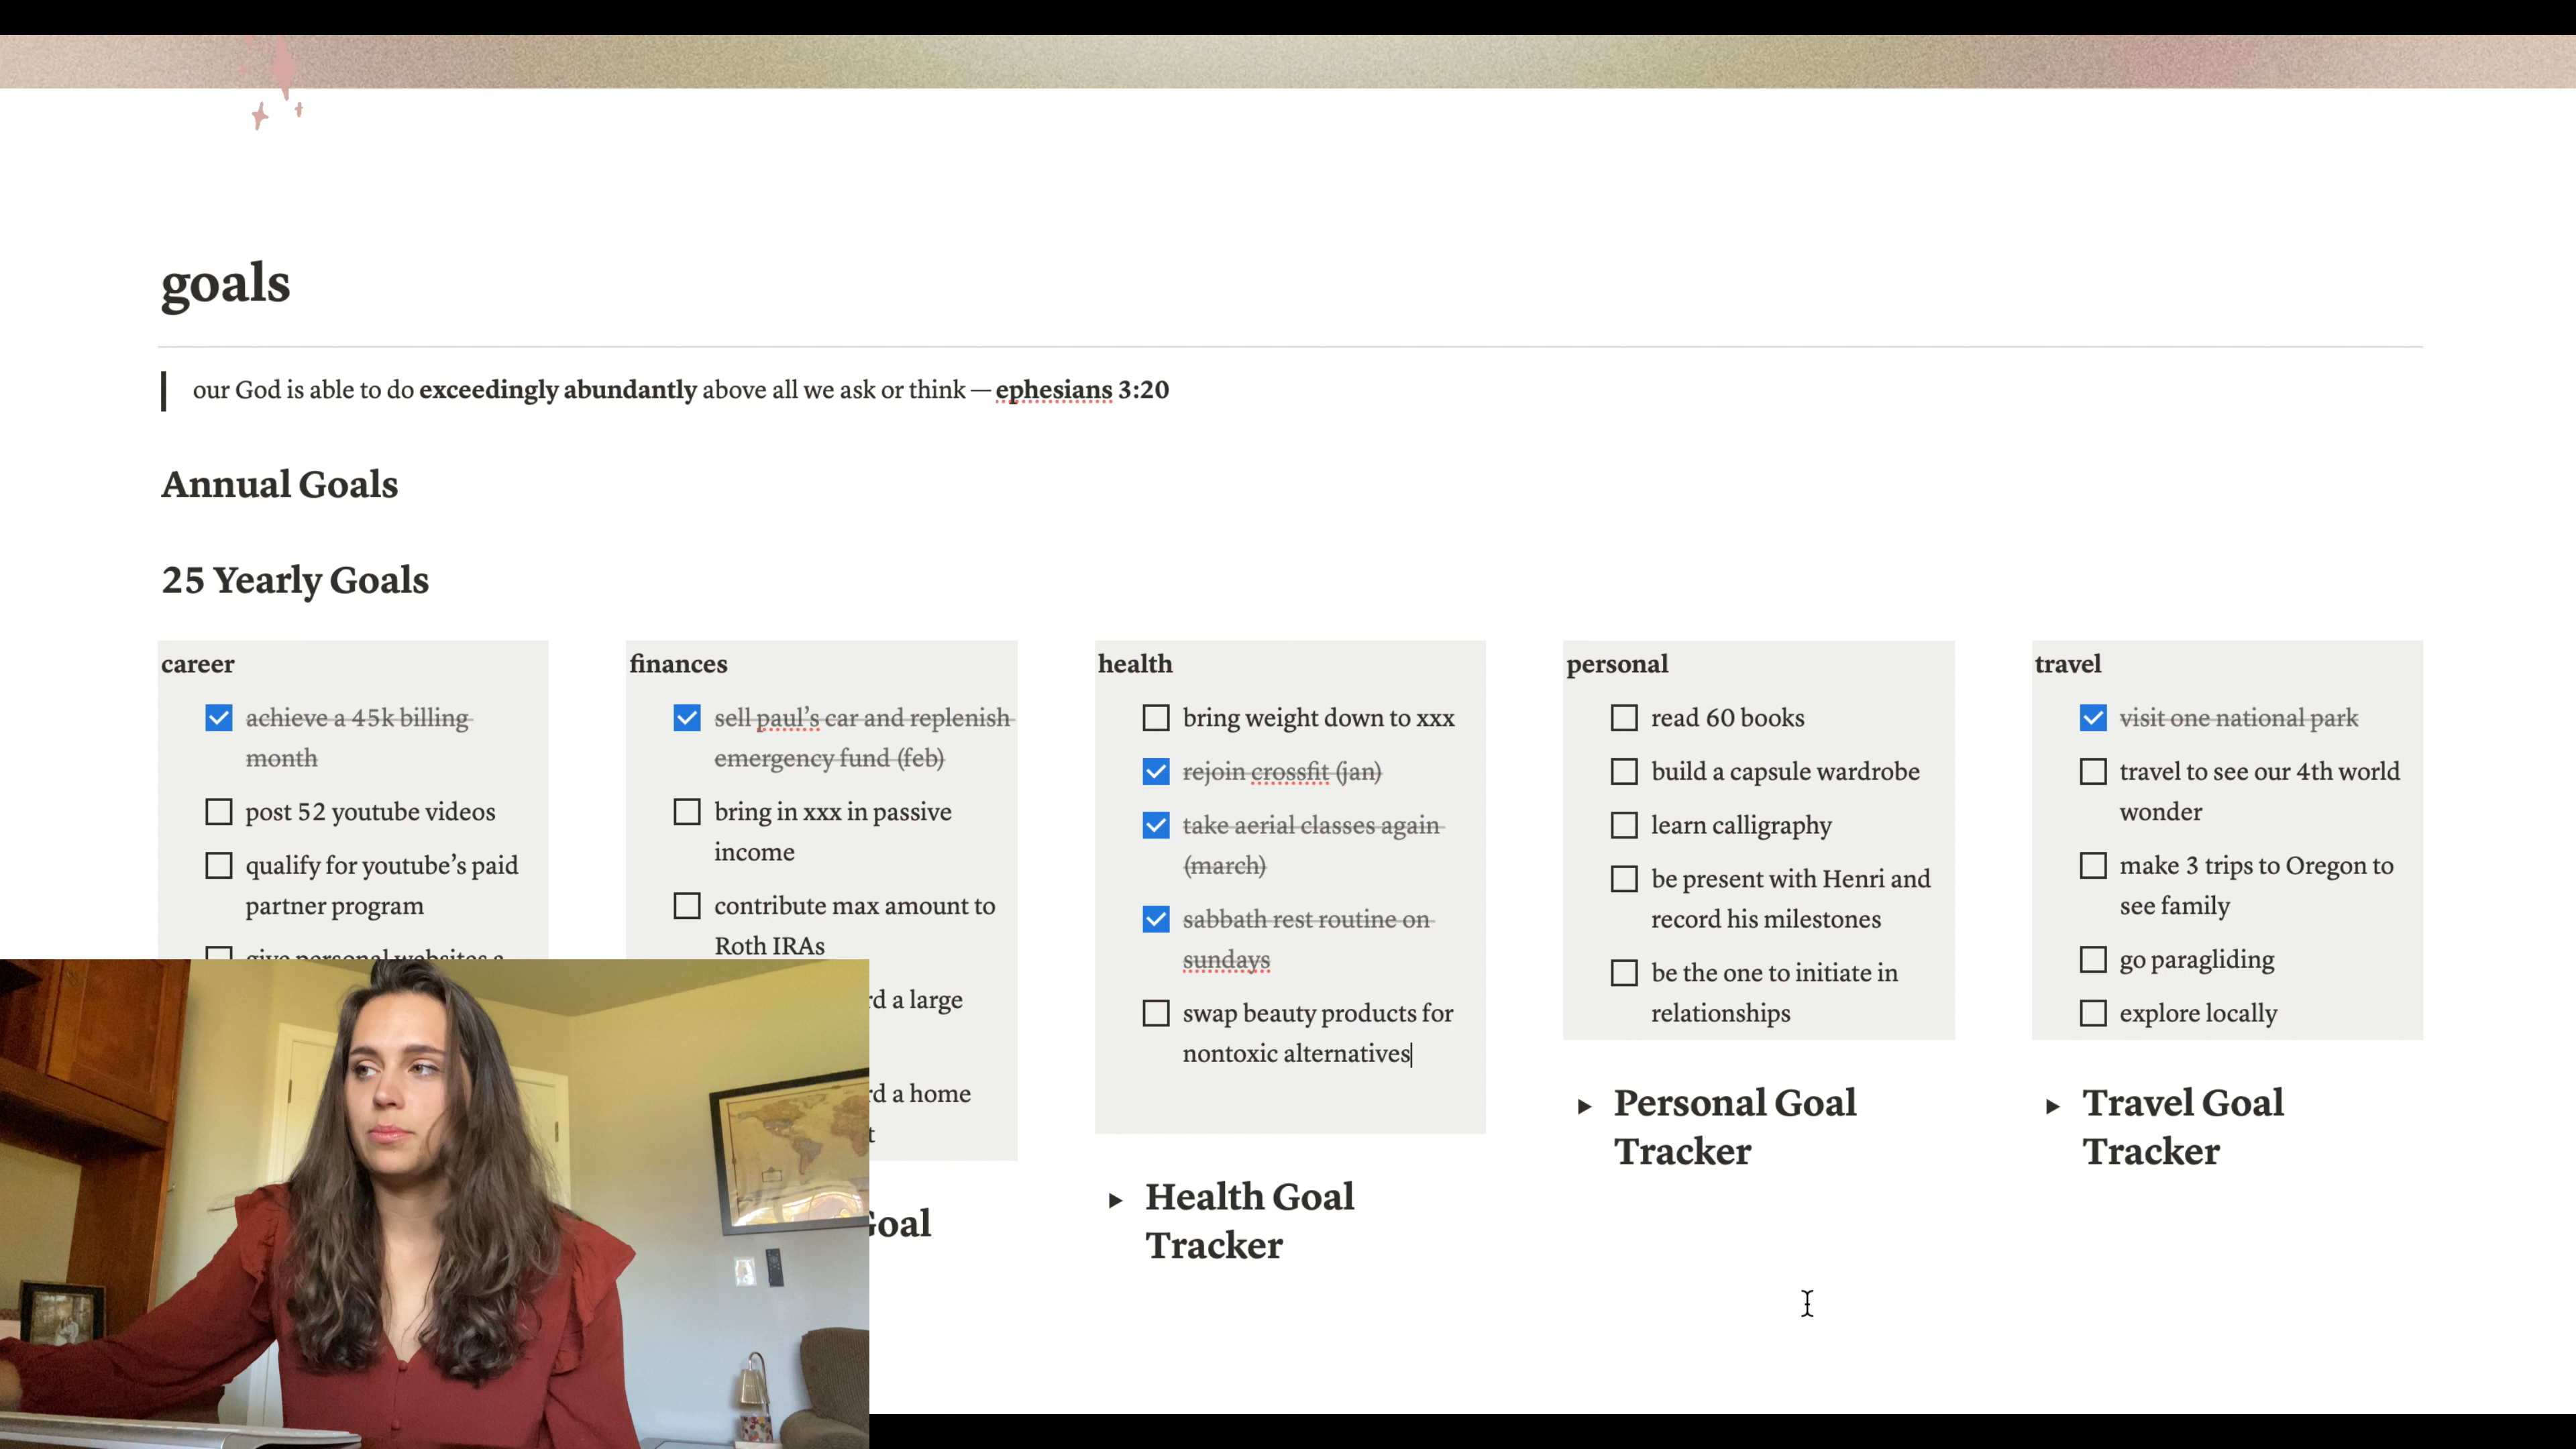 goals
our God is able to do exceedingly abundantly above all we ask or think — ephesians 3:20
Annual Goals
25 Yearly Goals
career
achieve a 45k billing
month
post 52 youtube videos
qualify for youtube's paid
partner program
give personal websites a
finances
sell paul's car and replenish
emergency fund (feb)
bring in xxx in passive
income
contribute max amount to
Roth IRAs
a large
a home
health
bring weight down to xxx
rejoin crossfit (jan)
take aerial classes again
(march)
sabbath rest routine on
sundays
swap beauty products for
nontoxic alternatives
Health Goal
Tracker
personal
read 60 books
build a capsule wardrobe
learn calligraphy
be present with Henri and
record his milestones
be the one to initiate in
relationships
Personal Goal
Tracker
travel
visit one national park
travel to see our 4th world
wonder
make 3 trips to Oregon to
see family
go paragliding
explore locally
Travel Goal
Tracker